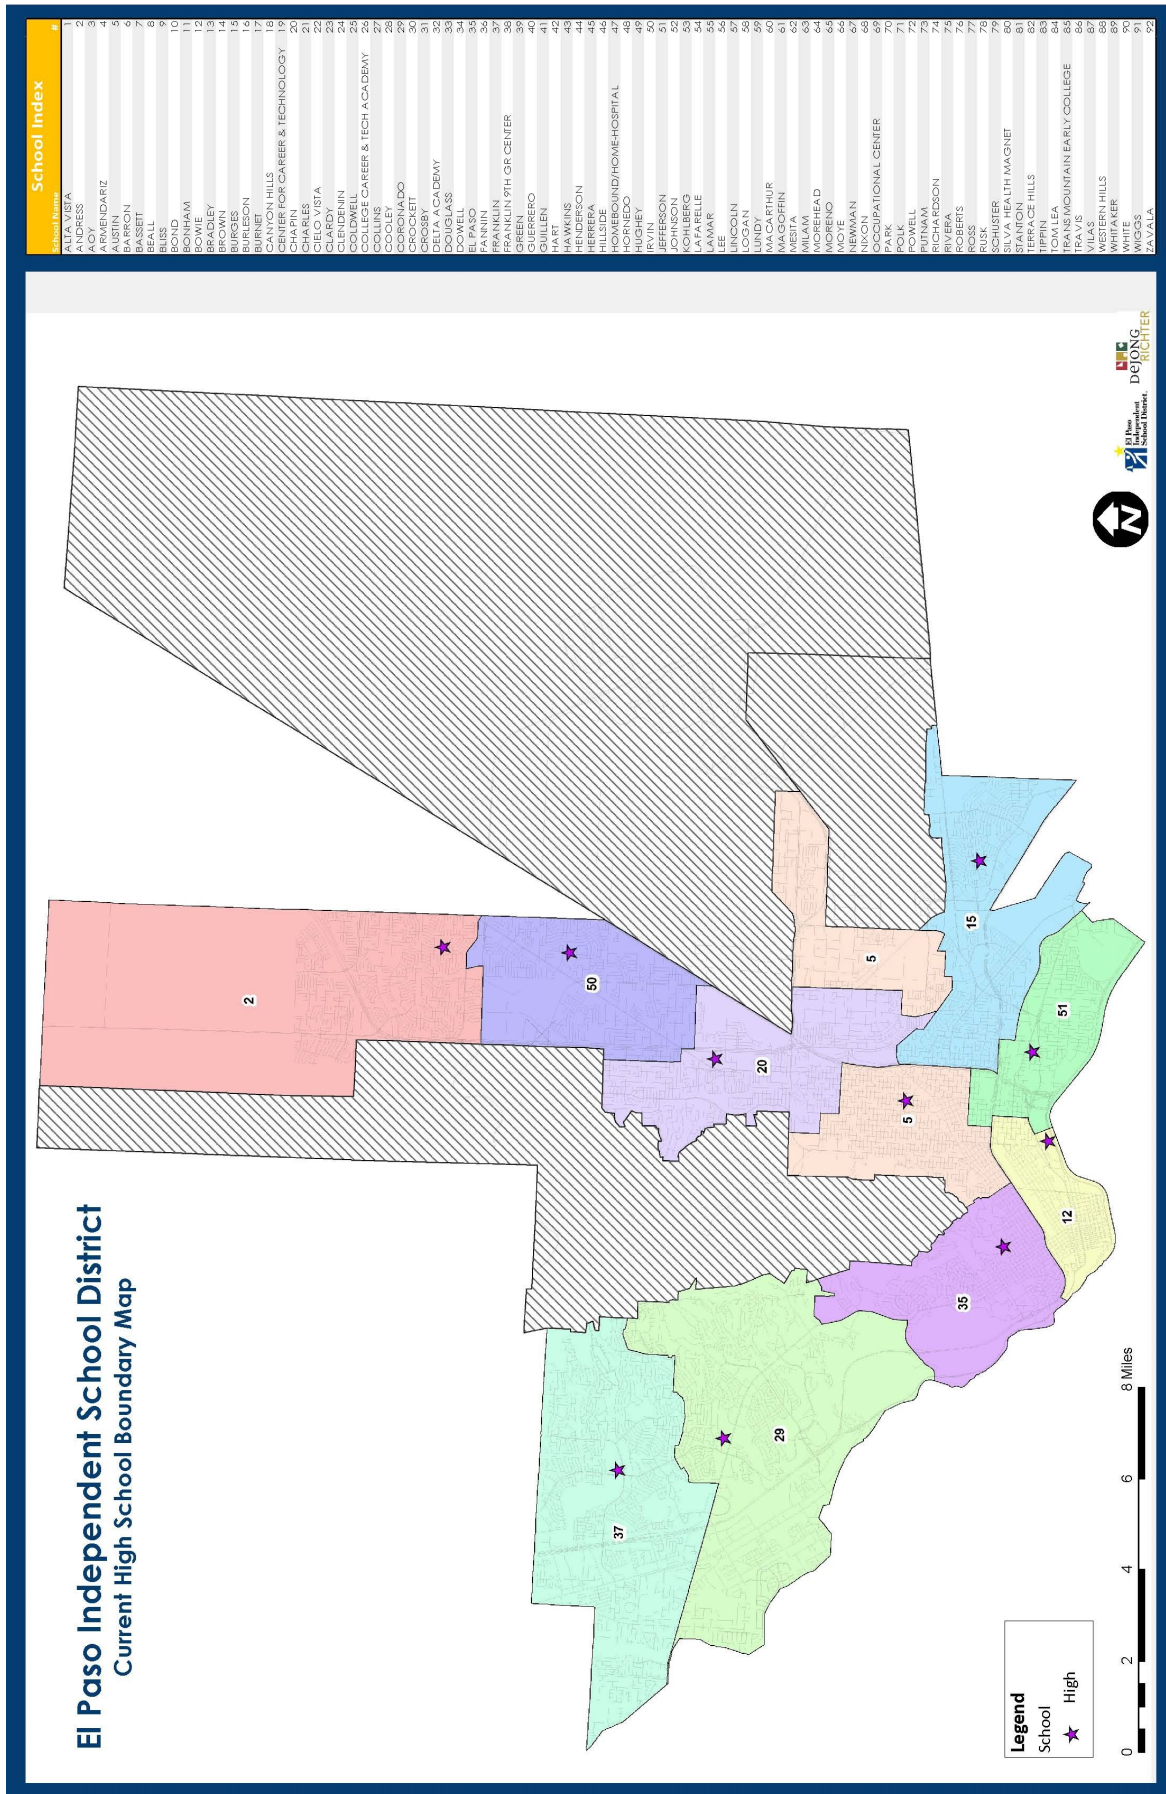 El Paso Independent School District
Current High School Boundary Map
2
50
20
5
5
15
51
12
35
29
37
Legend
School
High
0 2 4 6 8 Miles
N
El Paso
Independent
School District.
DEJONG
RICHTER
School Index
School Name #
ALTA VISTA 1
ANDRESS 2
AOY 3
ARMENDARIZ 4
AUSTIN 5
BARRON 6
BASSETT 7
BEALL 8
BLISS 9
BOND 10
BONHAM 11
BOWIE 12
BRADLEY 13
BROWN 14
BURGES 15
BURLESON 16
BURNET 17
CANYON HILLS 18
CENTER FOR CAREER & TECHNOLOGY 19
CHAPIN 20
CHARLES 21
CIELO VISTA 22
CLARDY 23
CLENDENIN 24
COLDWELL 25
COLLEGE CAREER & TECH ACADEMY 26
COLLINS 27
COOLEY 28
CORONADO 29
CROCKETT 30
CROSBY 31
DELTA ACADEMY 32
DOUGLASS 33
DOWELL 34
EL PASO 35
FANNIN 36
FRANKLIN 37
FRANKLIN 9TH GR CENTER 38
GREEN 39
GUERRERO 40
GUILLEN 41
HART 42
HAWKINS 43
HENDERSON 44
HERRERA 45
HILLSIDE 46
HOMEBOUND/HOME-HOSPITAL 47
HORNEDO 48
HUGHEY 49
IRVIN 50
JEFFERSON 51
JOHNSON 52
KOHLBERG 53
LAFARELLE 54
LAMAR 55
LEE 56
LINCOLN 57
LOGAN 58
LUNDY 59
MACARTHUR 60
MAGOFFIN 61
MESITA 62
MILAM 63
MOREHEAD 64
MORENO 65
MOYE 66
NEWMAN 67
NIXON 68
OCCUPATIONAL CENTER 69
PARK 70
POLK 71
POWELL 72
PUTNAM 73
RICHARDSON 74
RIVERA 75
ROBERTS 76
ROSS 77
RUSK 78
SCHUSTER 79
SILVA HEALTH MAGNET 80
STANTON 81
TERRACE HILLS 82
TIPPIN 83
TOM LEA 84
TRANS MOUNTAIN EARLY COLLEGE 85
TRAVIS 86
VILAS 87
WESTERN HILLS 88
WHITAKER 89
WHITE 90
WIGGS 91
ZAVALA 92